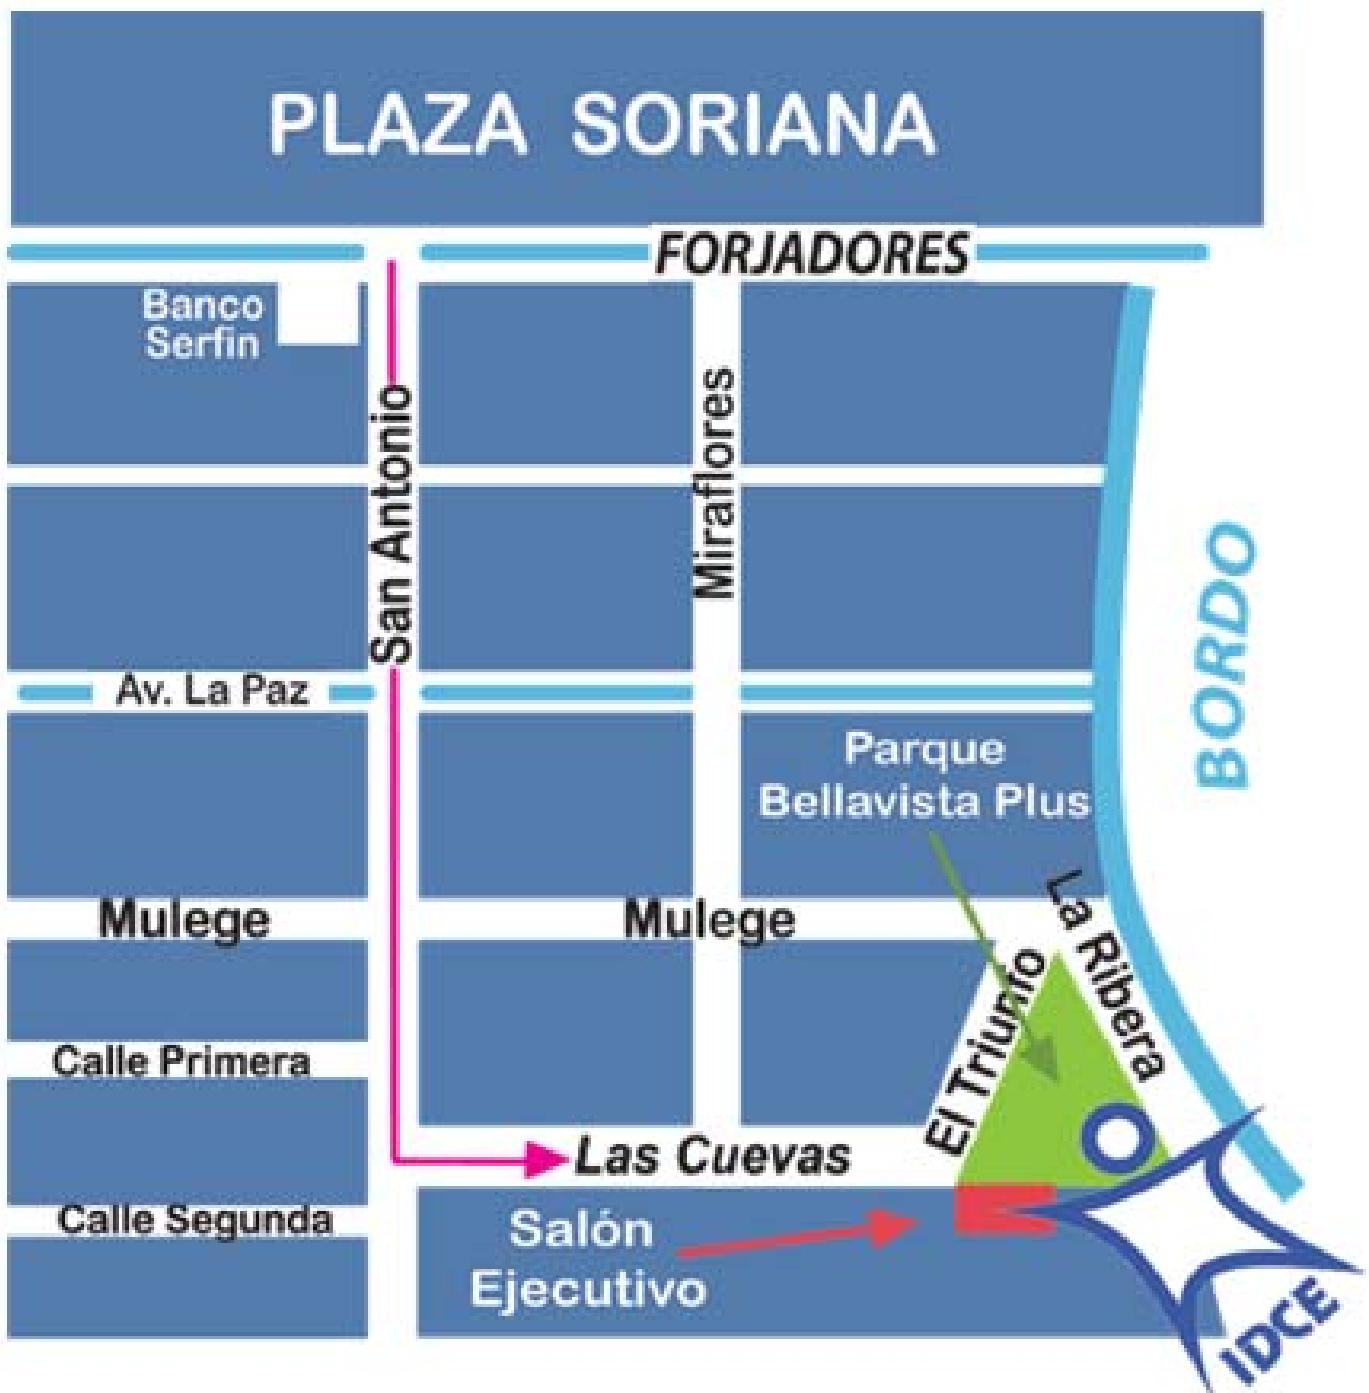 PLAZA SORIANA
FORJADORES
Banco
Serfin
San Antonio
Miraflores
BORDO
Av. La Paz
Parque
Bellavista Plus
La Ribera
Mulege
Mulege
El Triunfo
Calle Primera
Las Cuevas
Calle Segunda
Salón
Ejecutivo
IDCE